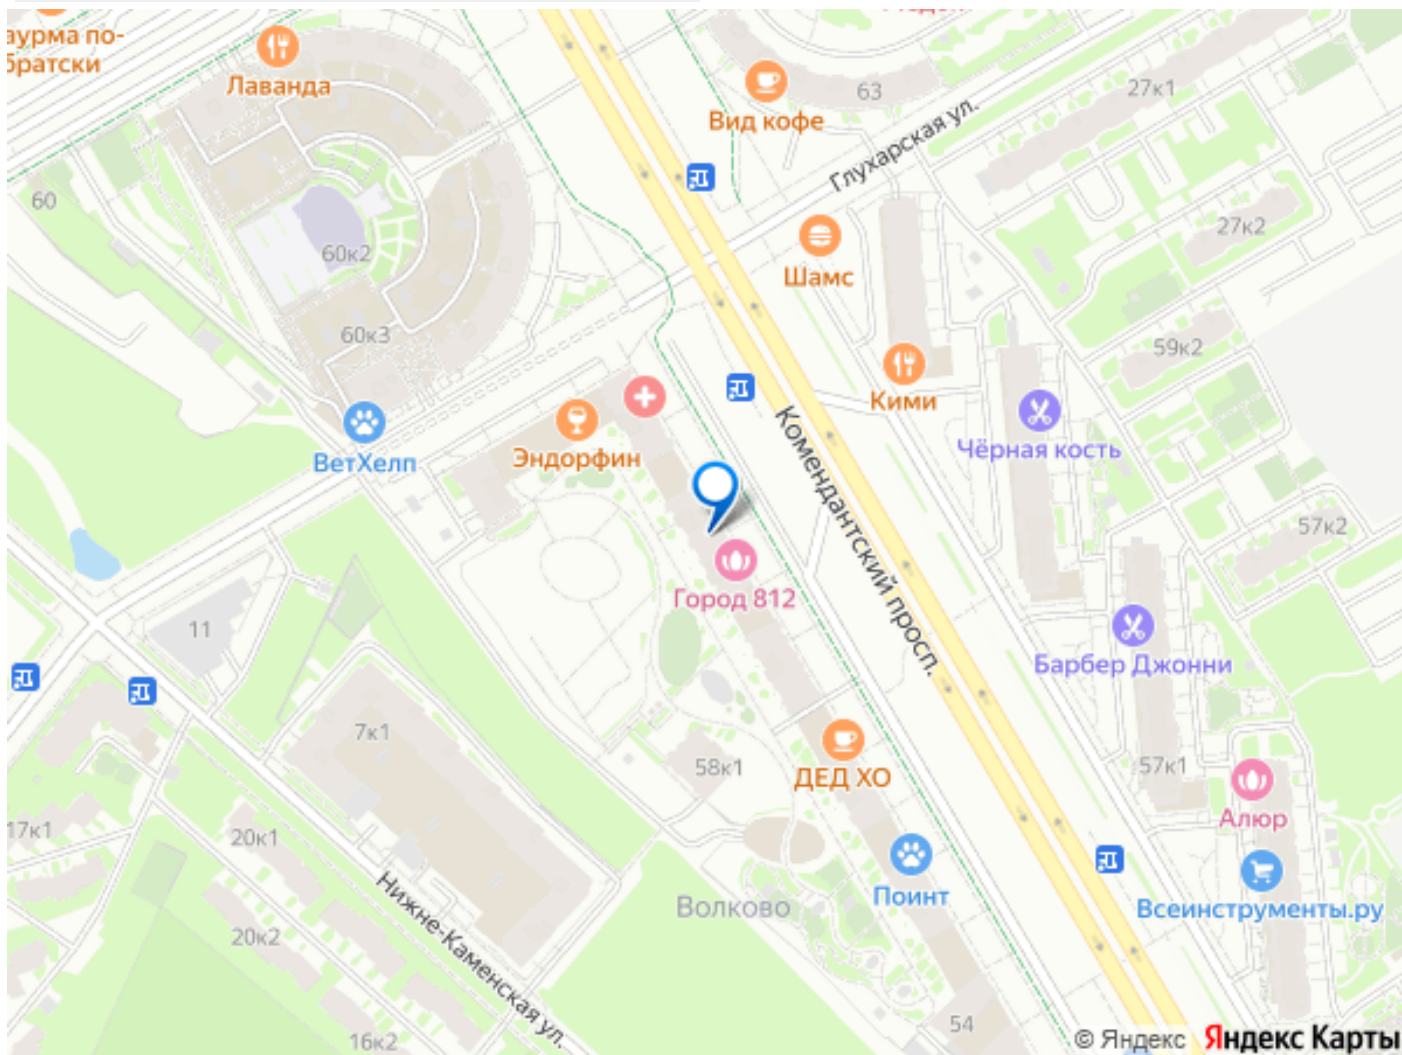 аурма по-
братски
Лаванда
Вид кофе
63
27к1
Глухарская ул.
60
60к2
27к2
Шамс
60к3
59к2
Кими
Чёрная кость
Эндорфин
ВетХелп
Комендантский просп.
57к2
Город 812
11
Барбер Джонни
7к1
58к1
57к1
ДЕД ХО
17к1
20к1
Алюр
Поинт
Волково
Всеинструменты.ру
Нижне-Каменская ул.
20к2
54
16к2
© Яндекс Яндекс Карты